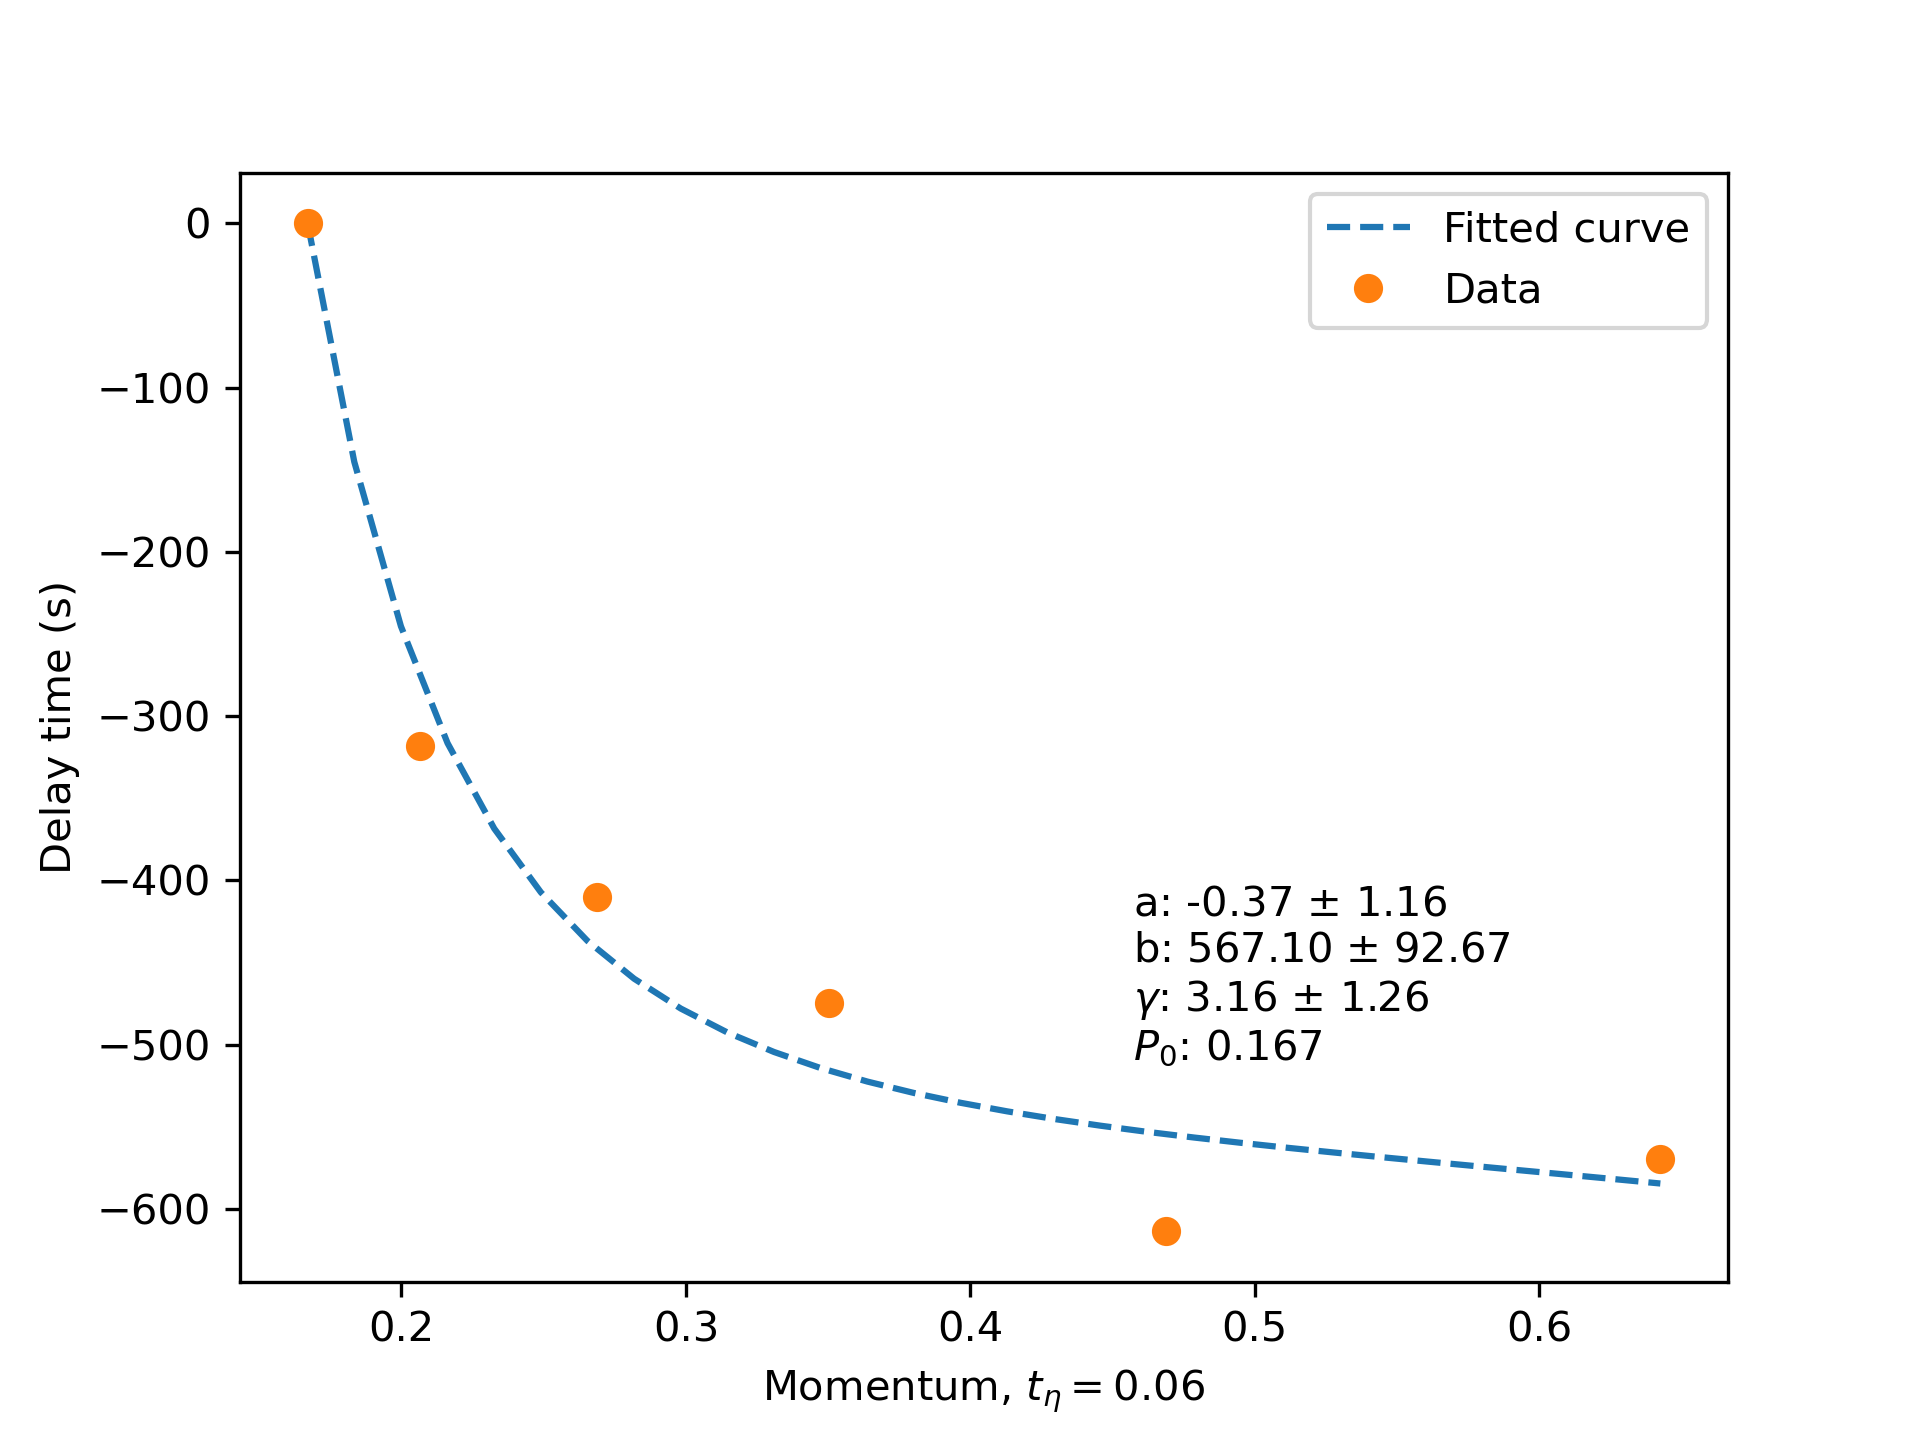 Fitted curve
Data
0
−100
−200
−300
−400
−500
−600
Delay time (s)
a: -0.37 ± 1.16
b: 567.10 ± 92.67
γ: 3.16 ± 1.26
P₀: 0.167
0.2 0.3 0.4 0.5 0.6
Momentum, tη = 0.06